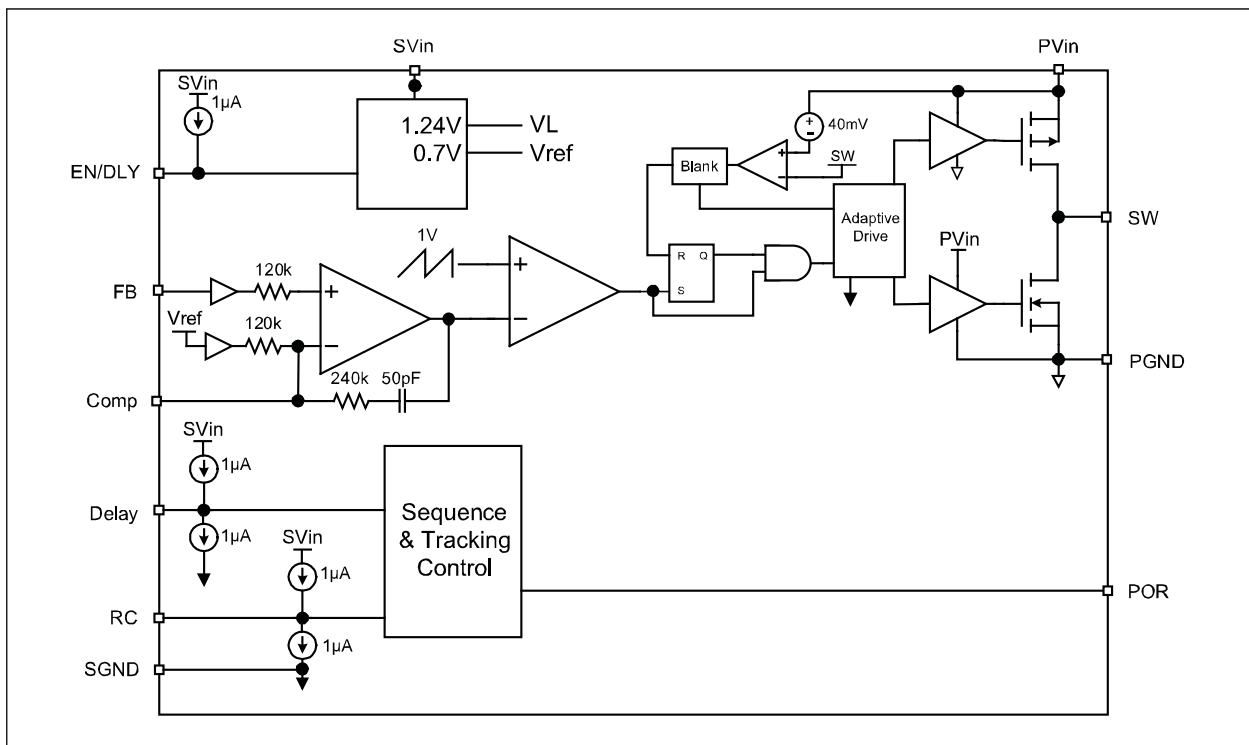 SVin
PVin
SVin
1µA
1.24V
VL
0.7V
Vref
EN/DLY
+
-
40mV
SW
Blank
+
-
Adaptive
Drive
SW
PVin
1V
R
Q
S
FB
120k
+
-
+
-
Vref
120k
240k
50pF
PGND
Comp
SVin
1µA
Delay
1µA
SVin
1µA
Sequence
& Tracking
Control
RC
1µA
POR
SGND